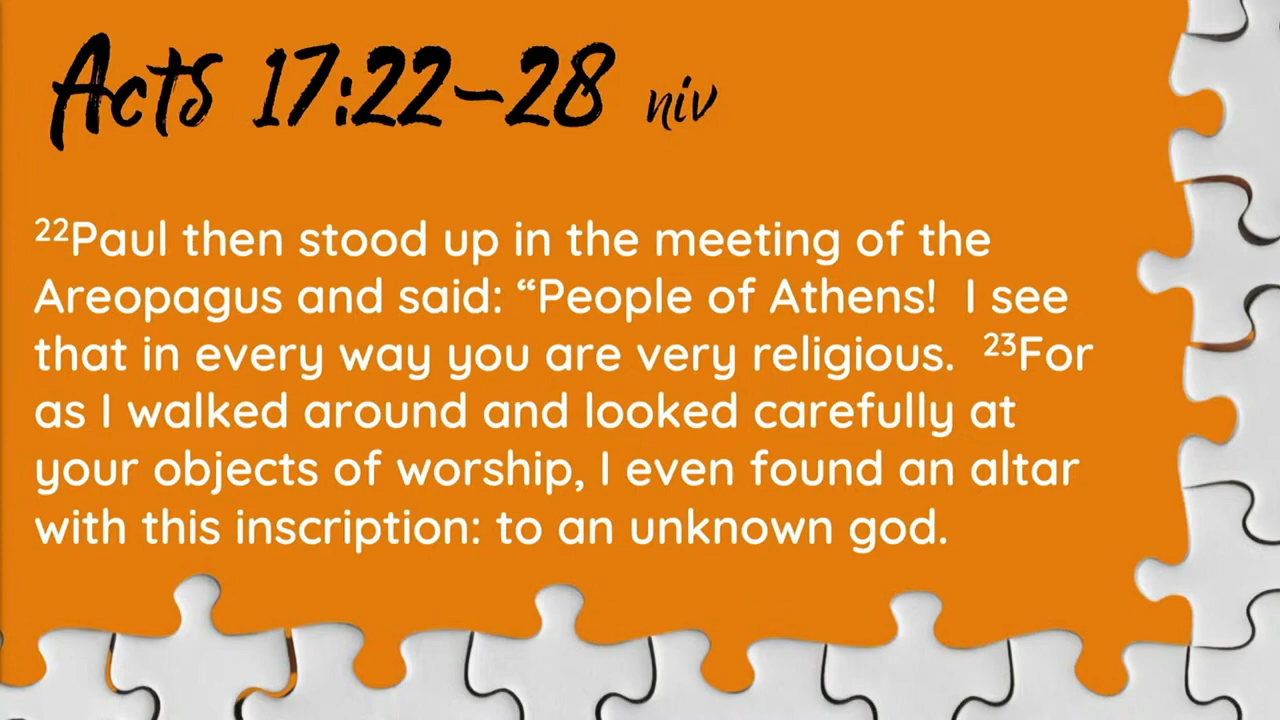 Acts 17:22–28 niv
²²Paul then stood up in the meeting of the
Areopagus and said: “People of Athens!  I see
that in every way you are very religious.  ²³For
as I walked around and looked carefully at
your objects of worship, I even found an altar
with this inscription: to an unknown god.